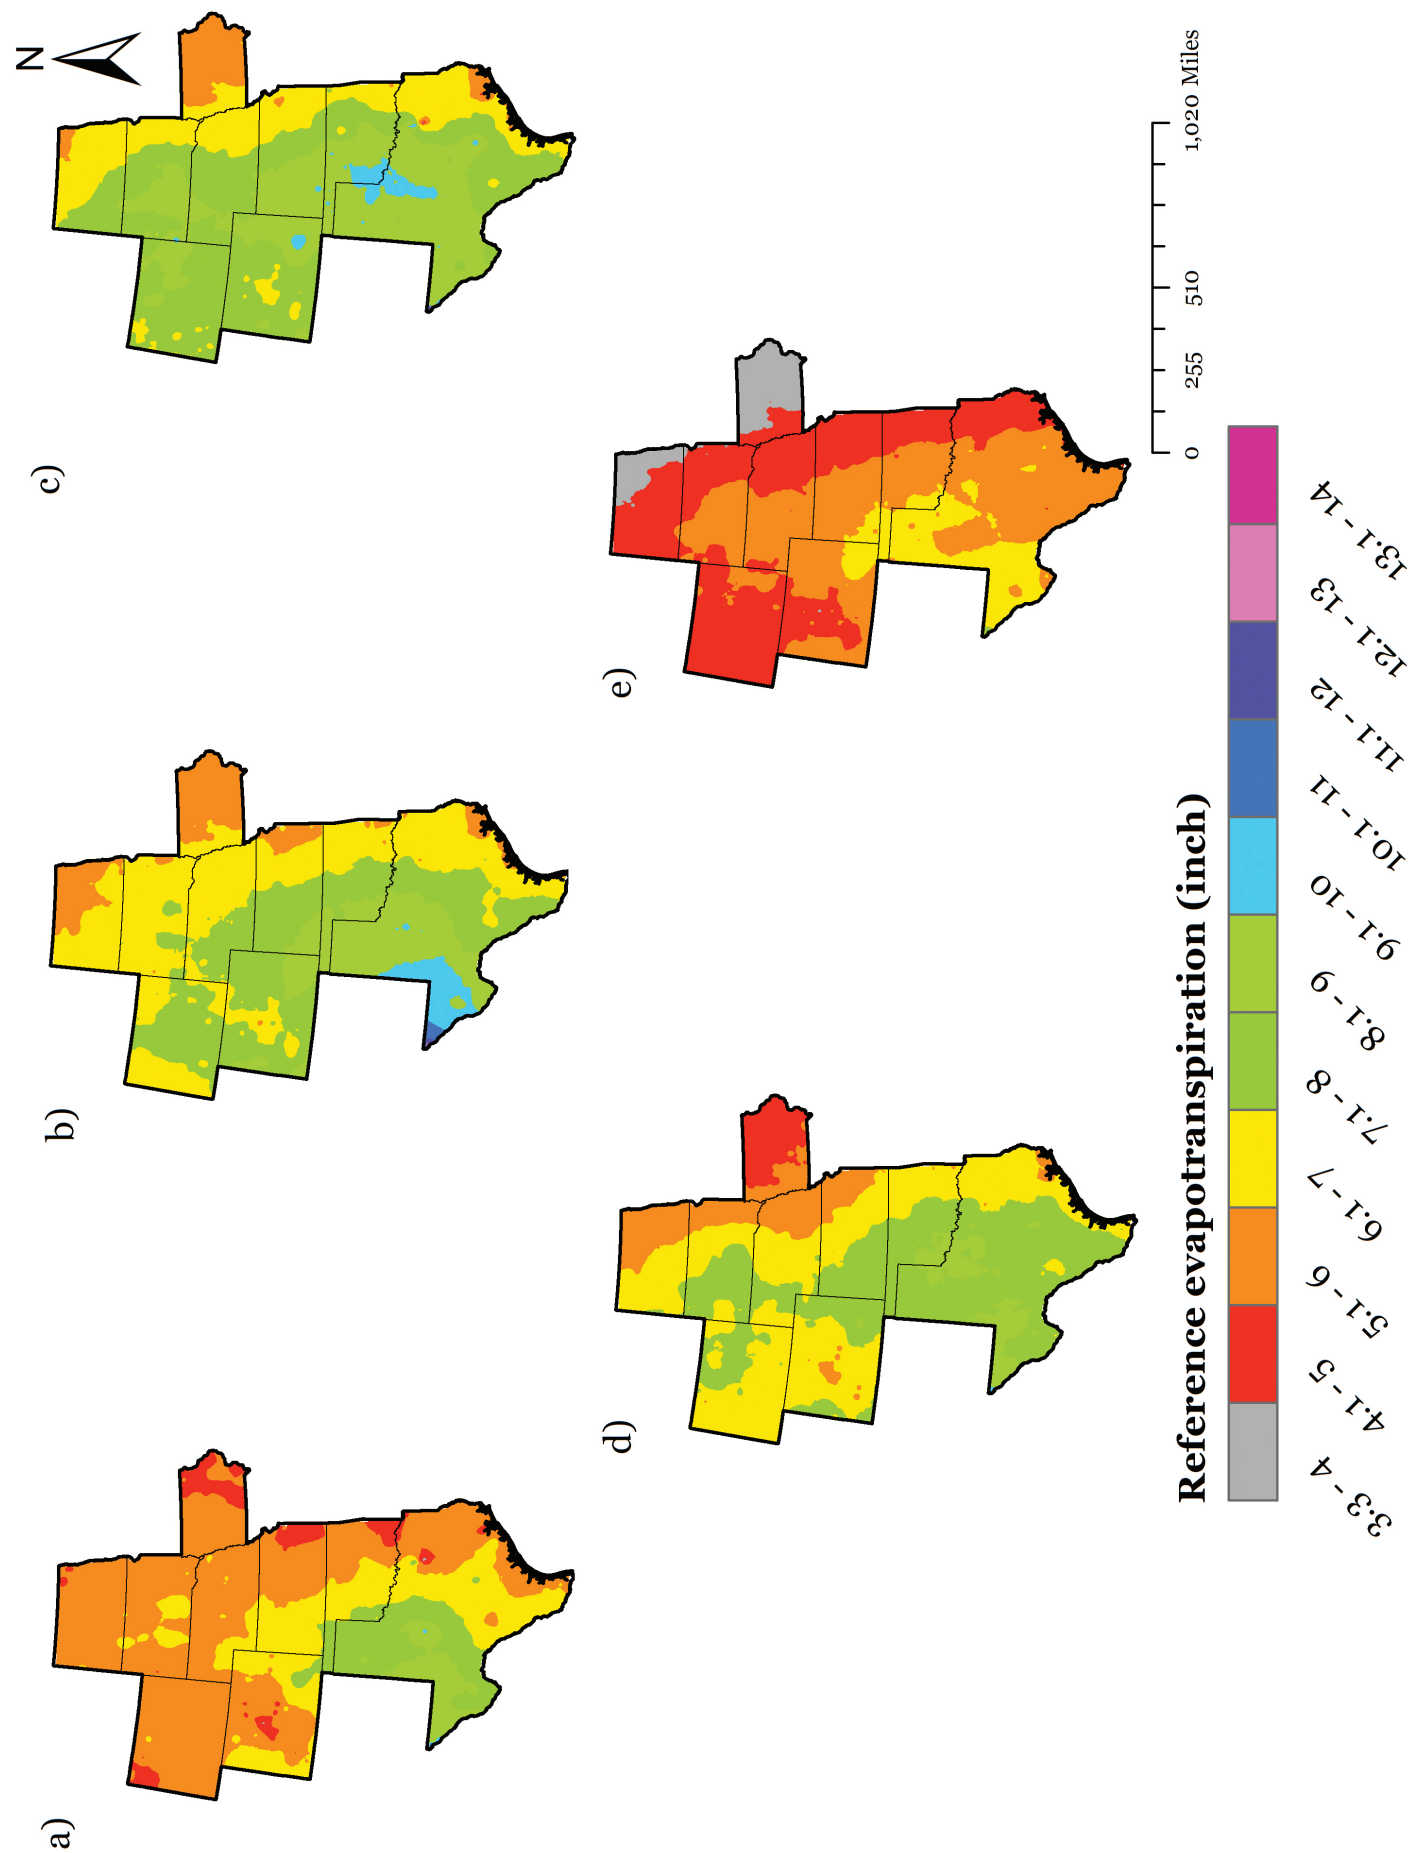 a)
b)
c)
N
d)
e)
0 255 510 1,020 Miles
Reference evapotranspiration (inch)
3.3 - 4
4.1 - 5
5.1 - 6
6.1 - 7
7.1 - 8
8.1 - 9
9.1 - 10
10.1 - 11
11.1 - 12
12.1 - 13
13.1 - 14